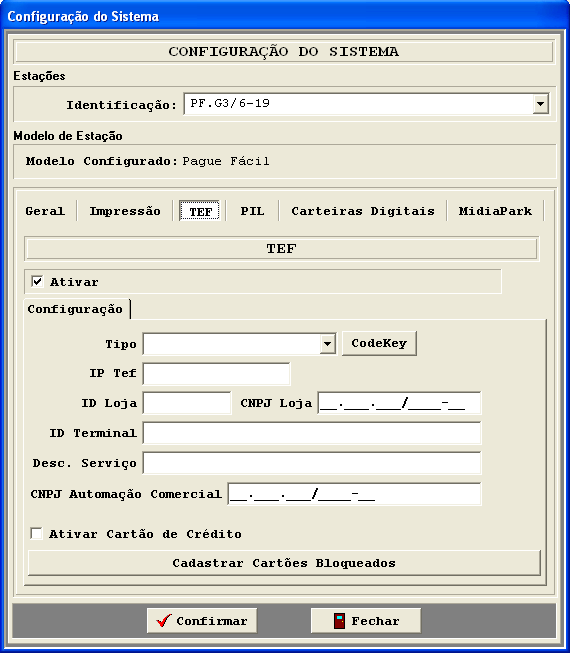 Configuração do Sistema
CONFIGURAÇÃO DO SISTEMA
Estações
Identificação: PF.G3/6-19
Modelo de Estação
Modelo Configurado: Pague Fácil
Geral Impressão TEF PIL Carteiras Digitais MidiaPark
TEF
Ativar
Configuração
Tipo CodeKey
IP Tef
ID Loja CNPJ Loja __.___.___/____-__
ID Terminal
Desc. Serviço
CNPJ Automação Comercial __.___.___/____-__
Ativar Cartão de Crédito
Cadastrar Cartões Bloqueados
Confirmar Fechar